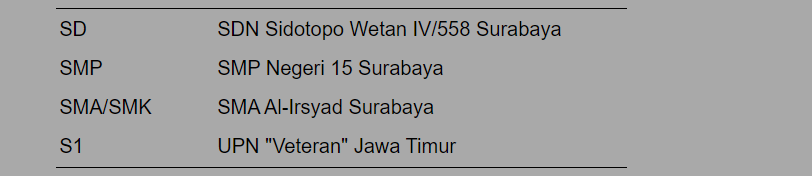 SD SDN Sidotopo Wetan IV/558 Surabaya
SMP SMP Negeri 15 Surabaya
SMA/SMK SMA Al-Irsyad Surabaya
S1 UPN "Veteran" Jawa Timur